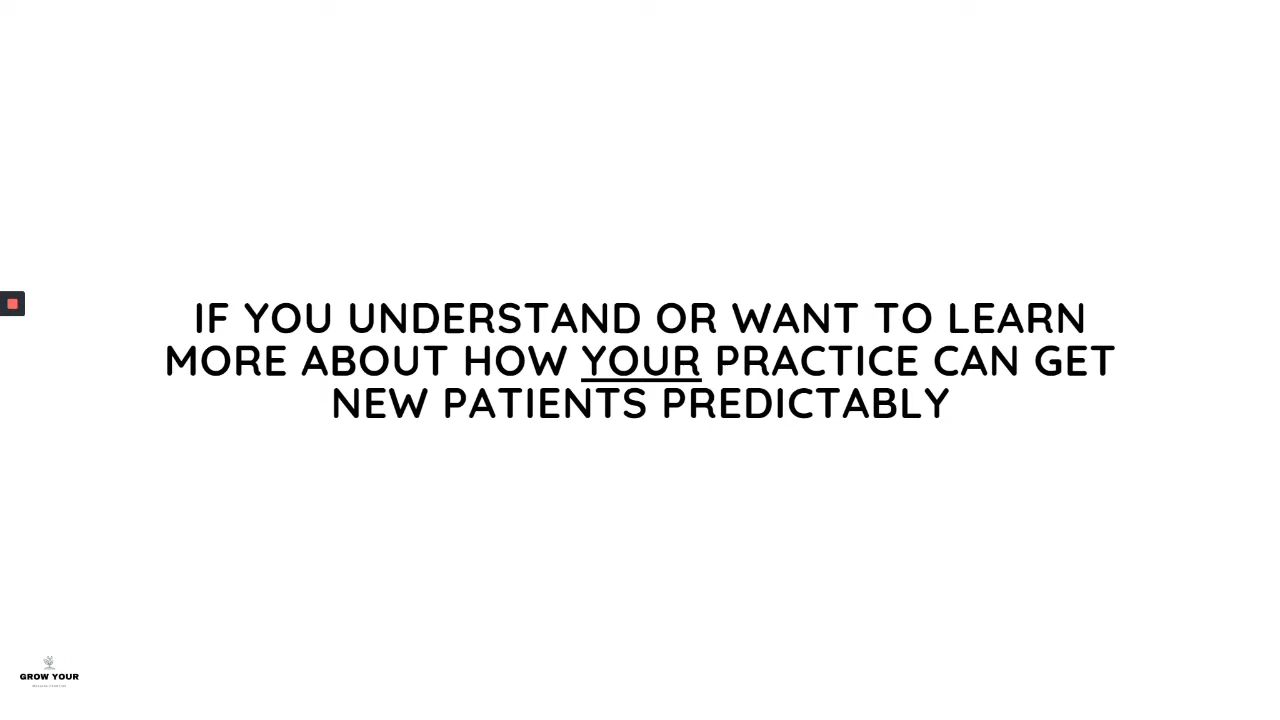 IF YOU UNDERSTAND OR WANT TO LEARN
MORE ABOUT HOW YOUR PRACTICE CAN GET
NEW PATIENTS PREDICTABLY
GROW YOUR